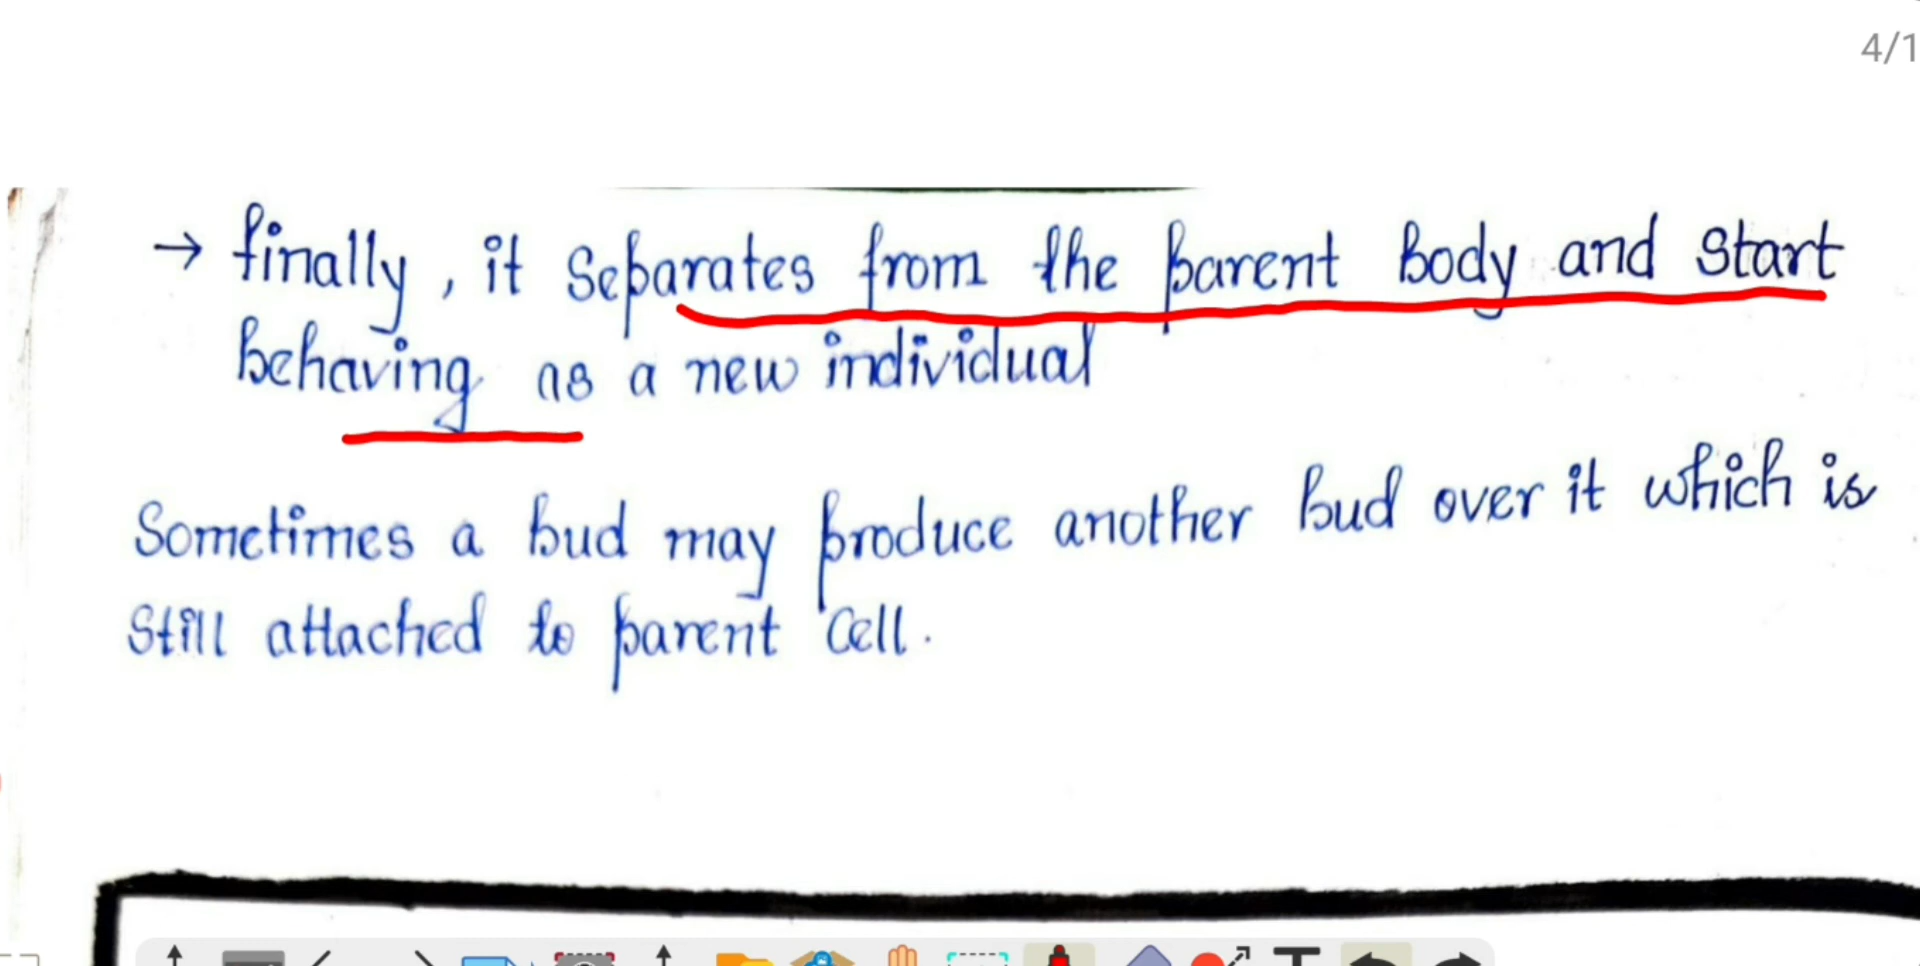 4/1
→ finally, it Separates from the parent body and start
behaving as a new individual
Sometimes a bud may produce another bud over it which is
Still attached to parent Cell.